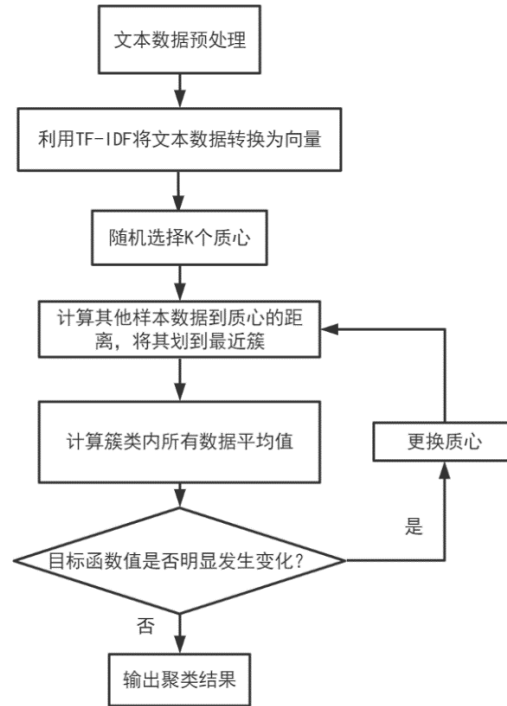 文本数据预处理
利用TF-IDF将文本数据转换为向量
随机选择K个质心
计算其他样本数据到质心的距
离，将其划到最近簇
计算簇类内所有数据平均值
更换质心
目标函数值是否明显发生变化？
是
否
输出聚类结果